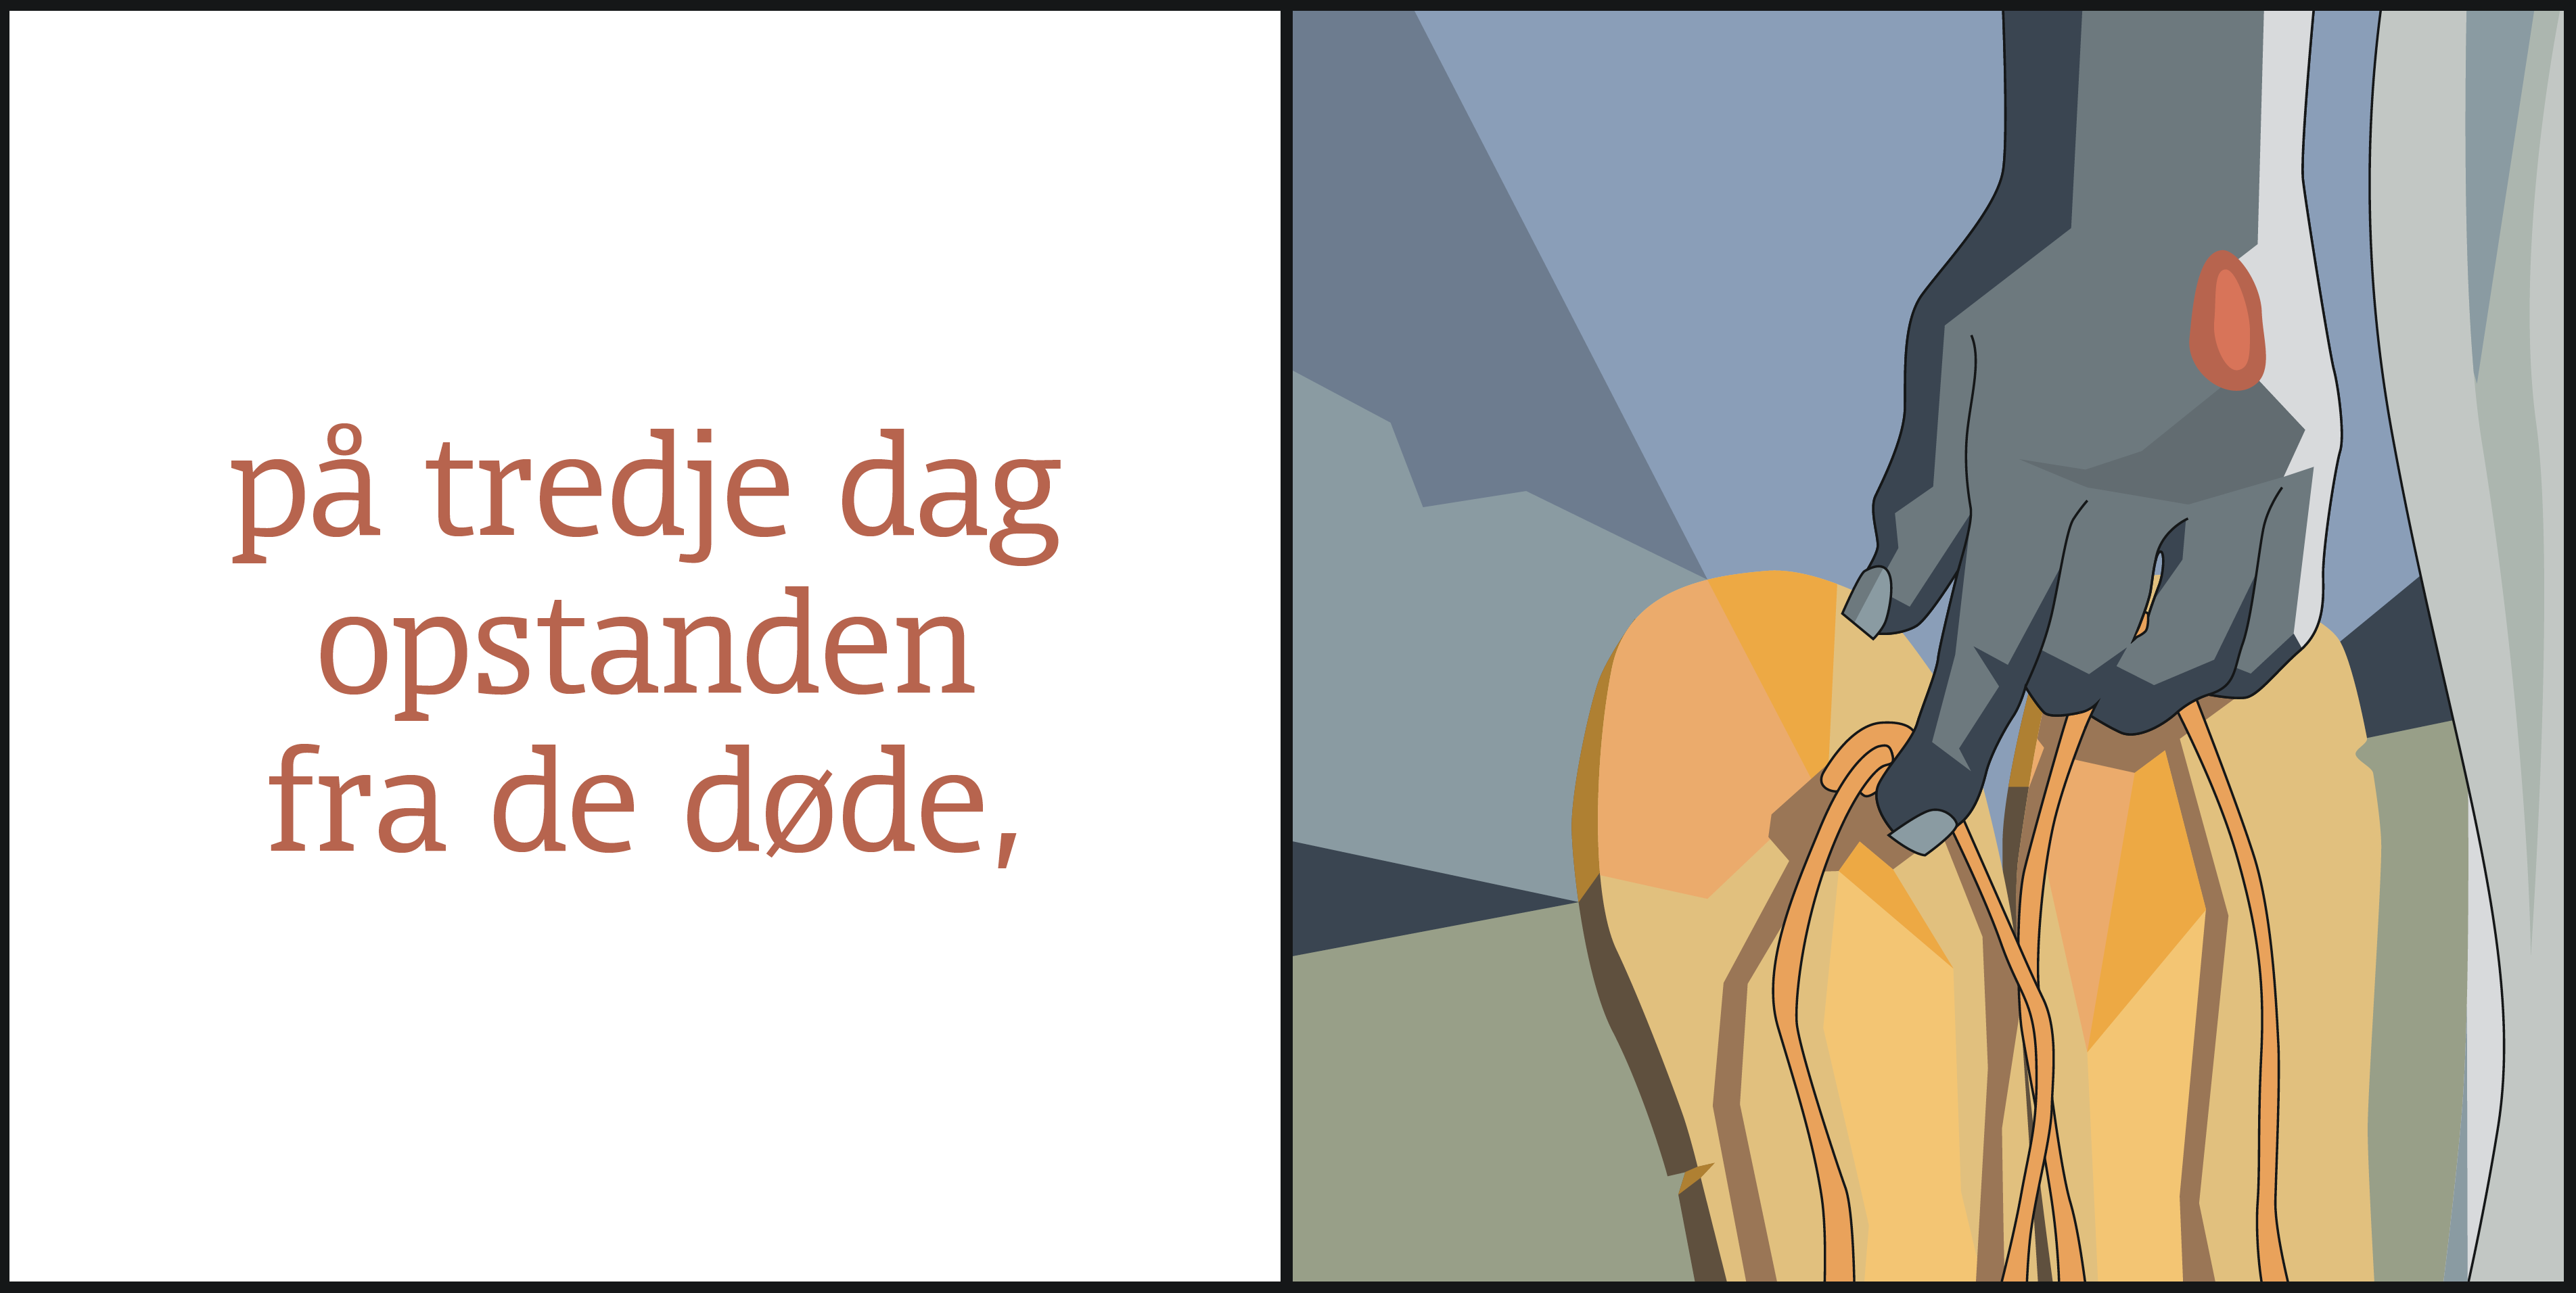 på tredje dag
opstanden
fra de døde,